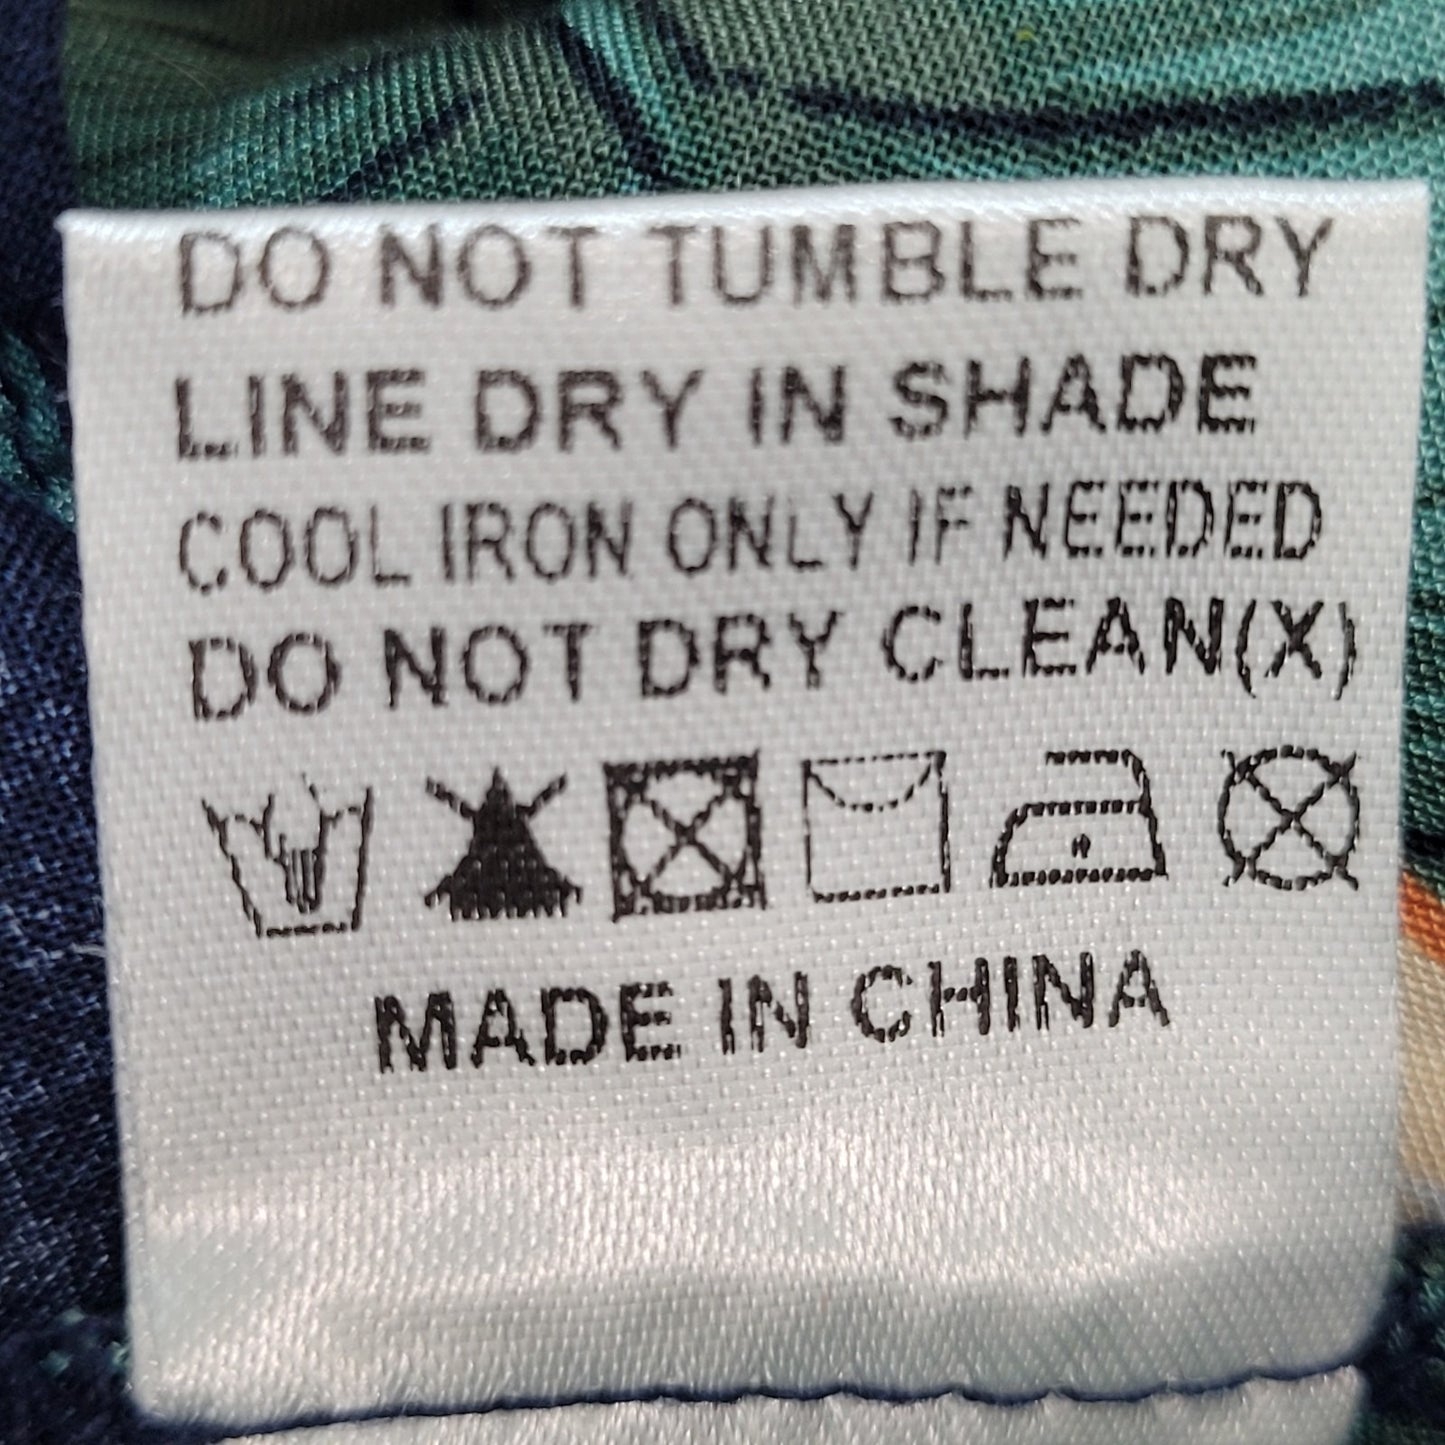 DO NOT TUMBLE DRY
LINE DRY IN SHADE
COOL IRON ONLY IF NEEDED
DO NOT DRY CLEAN(X)
MADE IN CHINA